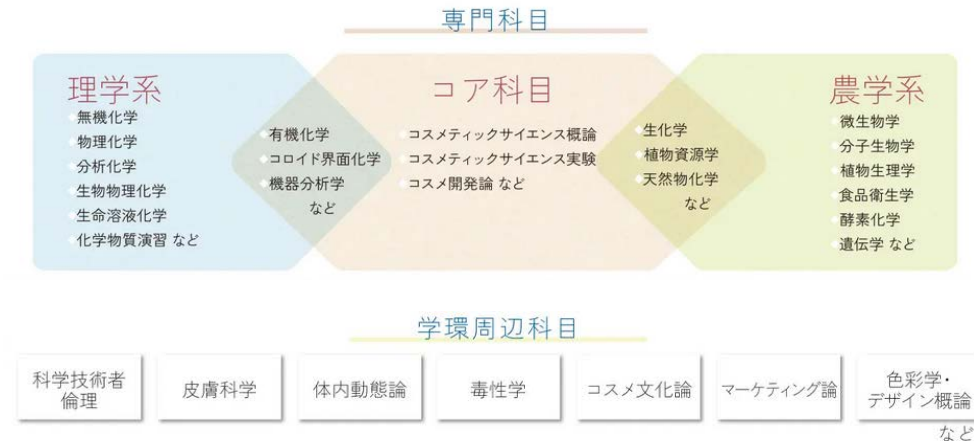 専門科目
理学系
無機化学
物理化学
分析化学
生物物理化学
生命溶液化学
化学物質演習 など
有機化学
コロイド界面化学
機器分析学
など
コア科目
コスメティックサイエンス概論
コスメティックサイエンス実験
コスメ開発論 など
生化学
植物資源学
天然物化学
など
農学系
微生物学
分子生物学
植物生理学
食品衛生学
酵素化学
遺伝学 など
学環周辺科目
科学技術者
倫理
皮膚科学
体内動態論
毒性学
コスメ文化論
マーケティング論
色彩学・
デザイン概論
など